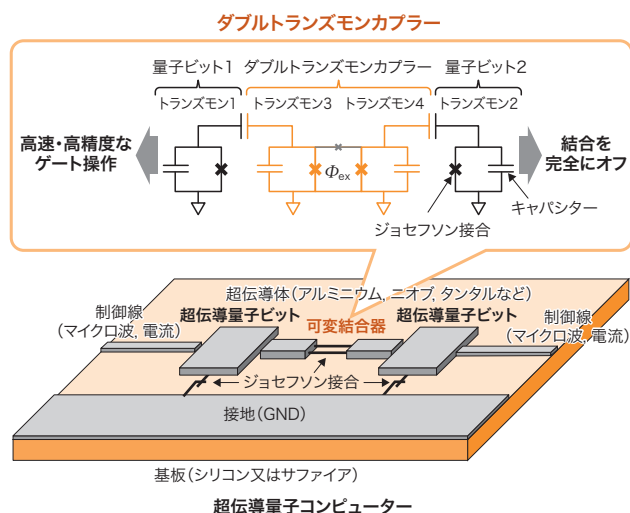 ダブルトランズモンカプラー
量子ビット1
ダブルトランズモンカプラー
量子ビット2
トランズモン1
トランズモン3
トランズモン4
トランズモン2
高速・高精度な
ゲート操作
Φex
結合を
完全にオフ
キャパシター
ジョセフソン接合
超伝導体(アルミニウム, ニオブ, タンタルなど)
制御線
(マイクロ波, 電流)
超伝導量子ビット
可変結合器
超伝導量子ビット
制御線
(マイクロ波, 電流)
ジョセフソン接合
接地(GND)
基板(シリコン又はサファイア)
超伝導量子コンピューター